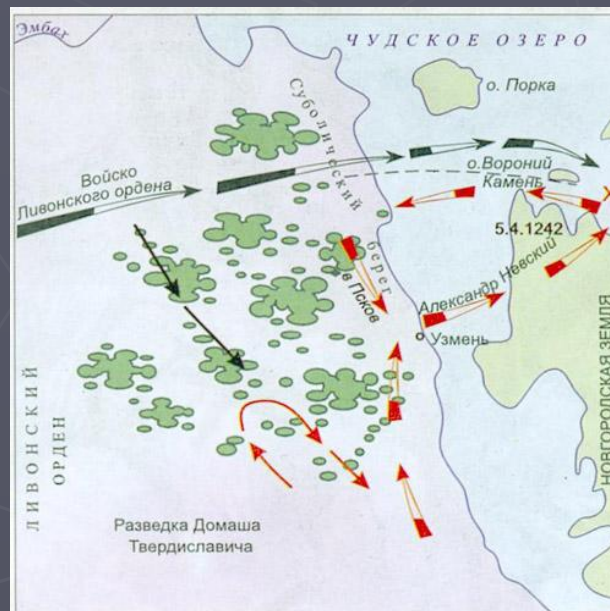 Эмбах
ЧУДСКОЕ ОЗЕРО
о. Порка
Суболический берег
Войско
Ливонского ордена
о.Вороний
Камень
5.4.1242
Александр Невский
в Псков
Узмень
НОВГОРОДСКАЯ ЗЕМЛЯ
ЛИВОНСКИЙ
ОРДЕН
Разведка Домаша
Твердиславича